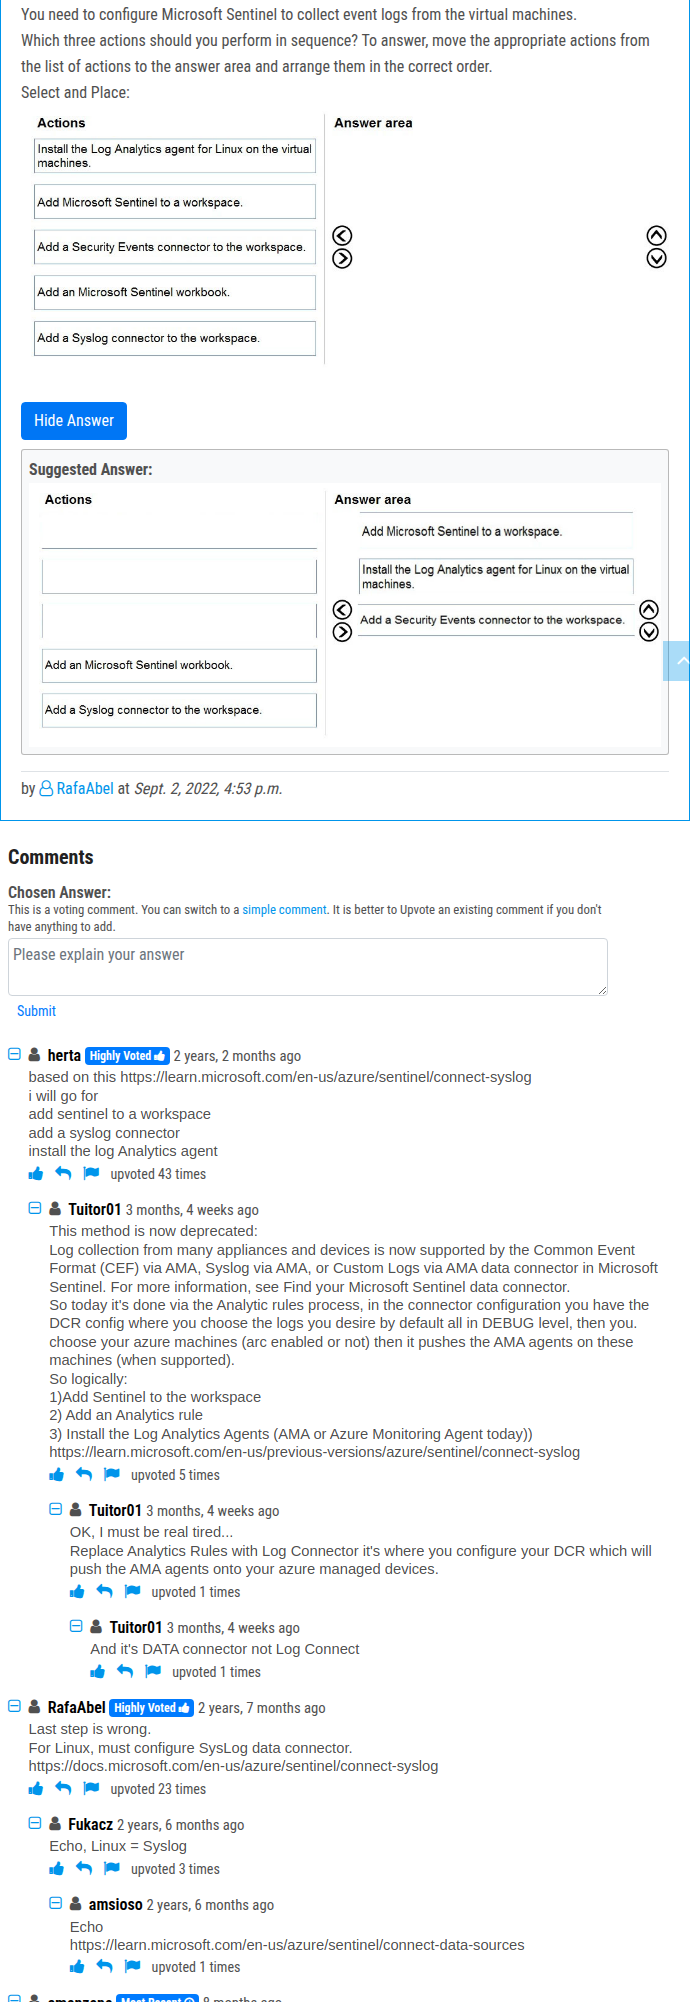 You need to configure Microsoft Sentinel to collect event logs from the virtual machines.
Which three actions should you perform in sequence? To answer, move the appropriate actions from
the list of actions to the answer area and arrange them in the correct order.
Select and Place:
Actions
Answer area
Install the Log Analytics agent for Linux on the virtual
machines.
Add Microsoft Sentinel to a workspace.
Add a Security Events connector to the workspace.
Add an Microsoft Sentinel workbook.
Add a Syslog connector to the workspace.
Hide Answer
Suggested Answer:
Actions
Answer area
Add Microsoft Sentinel to a workspace.
Install the Log Analytics agent for Linux on the virtual
machines.
Add a Security Events connector to the workspace.
Add an Microsoft Sentinel workbook.
Add a Syslog connector to the workspace.
by RafaAbel at Sept. 2, 2022, 4:53 p.m.
Comments
Chosen Answer:
This is a voting comment. You can switch to a simple comment. It is better to Upvote an existing comment if you don't
have anything to add.
Please explain your answer
Submit
herta Highly Voted 2 years, 2 months ago
based on this https://learn.microsoft.com/en-us/azure/sentinel/connect-syslog
i will go for
add sentinel to a workspace
add a syslog connector
install the log Analytics agent
upvoted 43 times
Tuitor01 3 months, 4 weeks ago
This method is now deprecated:
Log collection from many appliances and devices is now supported by the Common Event
Format (CEF) via AMA, Syslog via AMA, or Custom Logs via AMA data connector in Microsoft
Sentinel. For more information, see Find your Microsoft Sentinel data connector.
So today it's done via the Analytic rules process, in the connector configuration you have the
DCR config where you choose the logs you desire by default all in DEBUG level, then you.
choose your azure machines (arc enabled or not) then it pushes the AMA agents on these
machines (when supported).
So logically:
1)Add Sentinel to the workspace
2) Add an Analytics rule
3) Install the Log Analytics Agents (AMA or Azure Monitoring Agent today))
https://learn.microsoft.com/en-us/previous-versions/azure/sentinel/connect-syslog
upvoted 5 times
Tuitor01 3 months, 4 weeks ago
OK, I must be real tired...
Replace Analytics Rules with Log Connector it's where you configure your DCR which will
push the AMA agents onto your azure managed devices.
upvoted 1 times
Tuitor01 3 months, 4 weeks ago
And it's DATA connector not Log Connect
upvoted 1 times
RafaAbel Highly Voted 2 years, 7 months ago
Last step is wrong.
For Linux, must configure SysLog data connector.
https://docs.microsoft.com/en-us/azure/sentinel/connect-syslog
upvoted 23 times
Fukacz 2 years, 6 months ago
Echo, Linux = Syslog
upvoted 3 times
amsioso 2 years, 6 months ago
Echo
https://learn.microsoft.com/en-us/azure/sentinel/connect-data-sources
upvoted 1 times
Most Recent 8 months ago